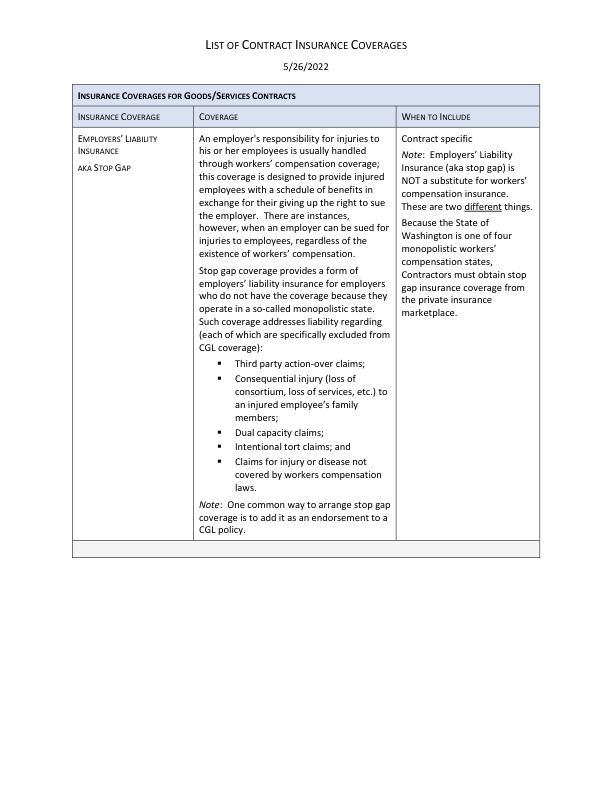 LIST OF CONTRACT INSURANCE COVERAGES
5/26/2022
INSURANCE COVERAGES FOR GOODS/SERVICES CONTRACTS
INSURANCE COVERAGE
COVERAGE
WHEN TO INCLUDE
EMPLOYERS' LIABILITY
INSURANCE
AKA STOP GAP
An employer's responsibility for injuries to
his or her employees is usually handled
through workers' compensation coverage;
this coverage is designed to provide injured
employees with a schedule of benefits in
exchange for their giving up the right to sue
the employer.  There are instances,
however, when an employer can be sued for
injuries to employees, regardless of the
existence of workers' compensation.
Stop gap coverage provides a form of
employers' liability insurance for employers
who do not have the coverage because they
operate in a so-called monopolistic state.
Such coverage addresses liability regarding
(each of which are specifically excluded from
CGL coverage):
▪ Third party action-over claims;
▪ Consequential injury (loss of
consortium, loss of services, etc.) to
an injured employee's family
members;
▪ Dual capacity claims;
▪ Intentional tort claims; and
▪ Claims for injury or disease not
covered by workers compensation
laws.
Note:  One common way to arrange stop gap
coverage is to add it as an endorsement to a
CGL policy.
Contract specific
Note:  Employers' Liability
Insurance (aka stop gap) is
NOT a substitute for workers'
compensation insurance.
These are two different things.
Because the State of
Washington is one of four
monopolistic workers'
compensation states,
Contractors must obtain stop
gap insurance coverage from
the private insurance
marketplace.